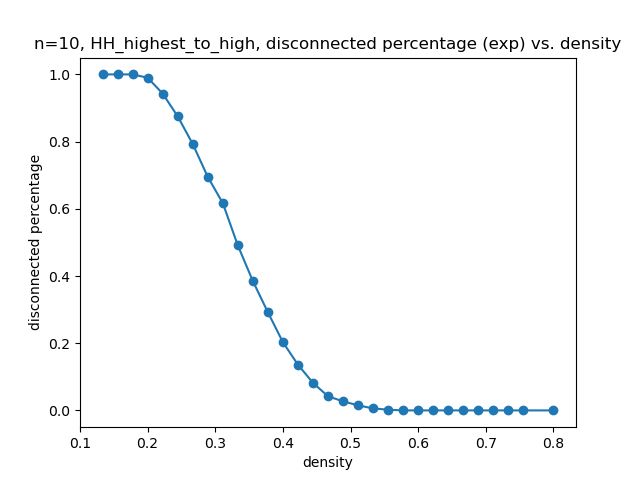 n=10, HH_highest_to_high, disconnected percentage (exp) vs. density
1.0
0.8
0.6
0.4
0.2
0.0
disconnected percentage
0.1 0.2 0.3 0.4 0.5 0.6 0.7 0.8
density